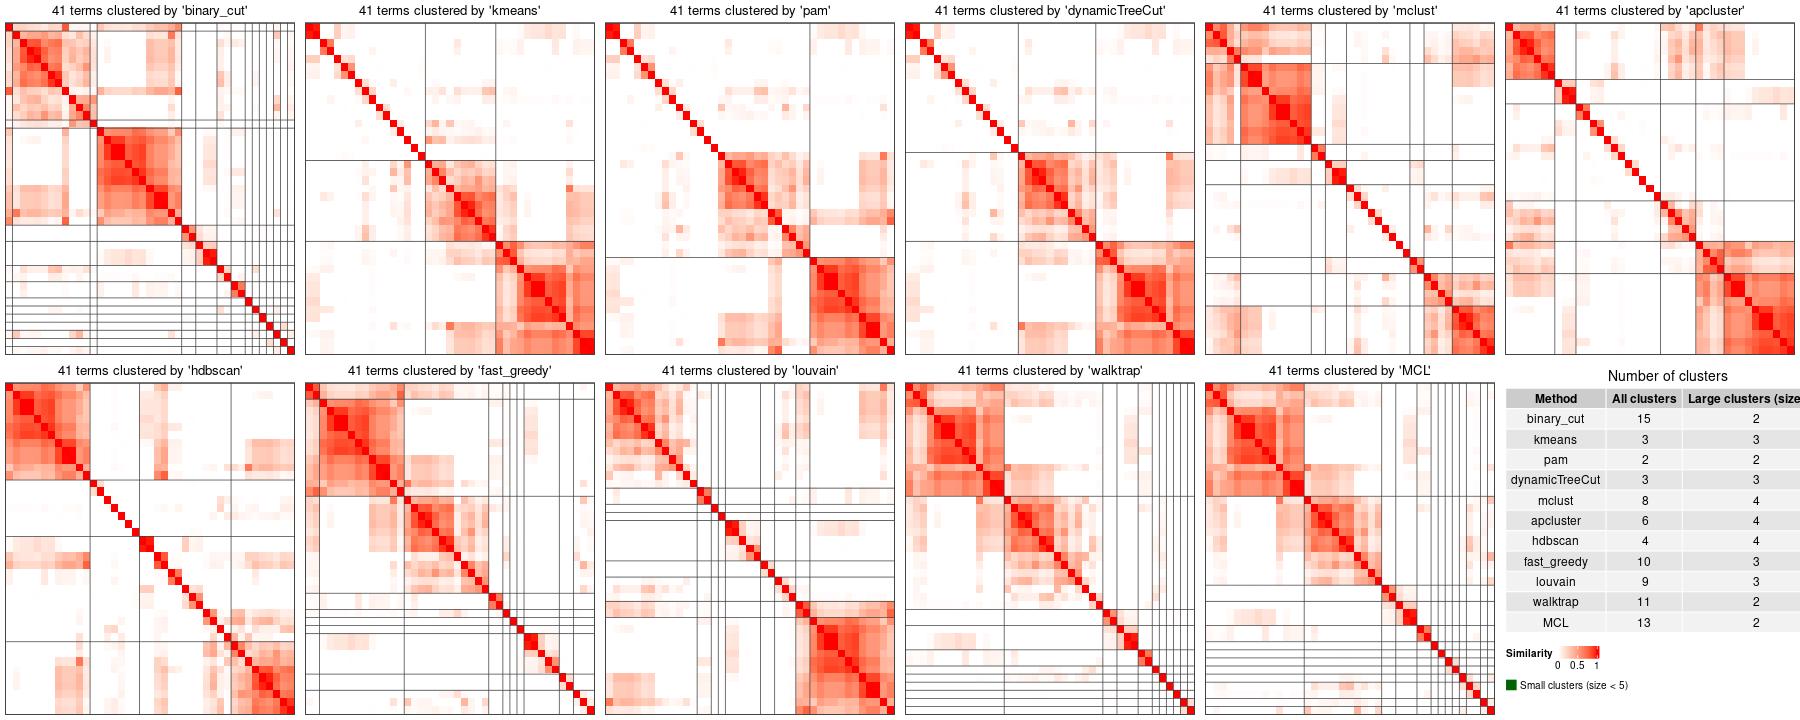 41 terms clustered by 'binary_cut'
41 terms clustered by 'kmeans'
41 terms clustered by 'pam'
41 terms clustered by 'dynamicTreeCut'
41 terms clustered by 'mclust'
41 terms clustered by 'apcluster'
41 terms clustered by 'hdbscan'
41 terms clustered by 'fast_greedy'
41 terms clustered by 'louvain'
41 terms clustered by 'walktrap'
41 terms clustered by 'MCL'
Number of clusters
Method All clusters Large clusters (size
binary_cut 15 2
kmeans 3 3
pam 2 2
dynamicTreeCut 3 3
mclust 8 4
apcluster 6 4
hdbscan 4 4
fast_greedy 10 3
louvain 9 3
walktrap 11 2
MCL 13 2
Similarity
0 0.5 1
Small clusters (size < 5)